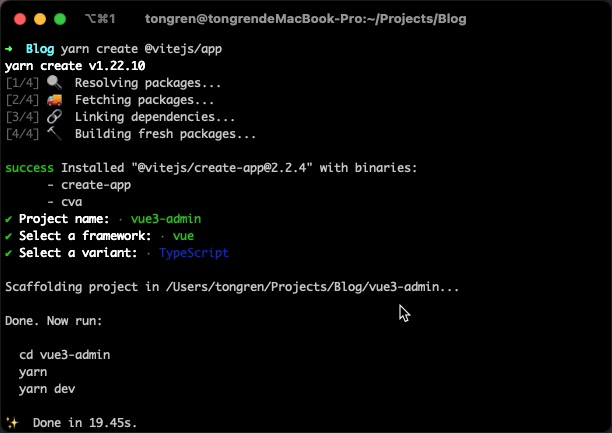 ⌥⌘1 tongren@tongrendeMacBook-Pro:~/Projects/Blog
➜ Blog yarn create @vitejs/app
yarn create v1.22.10
[1/4] 🔍 Resolving packages...
[2/4] 🚚 Fetching packages...
[3/4] 🔗 Linking dependencies...
[4/4] 🔨 Building fresh packages...
success Installed "@vitejs/create-app@2.2.4" with binaries:
- create-app
- cva
✔ Project name: · vue3-admin
✔ Select a framework: · vue
✔ Select a variant: · TypeScript
Scaffolding project in /Users/tongren/Projects/Blog/vue3-admin...
Done. Now run:
cd vue3-admin
yarn
yarn dev
✨ Done in 19.45s.